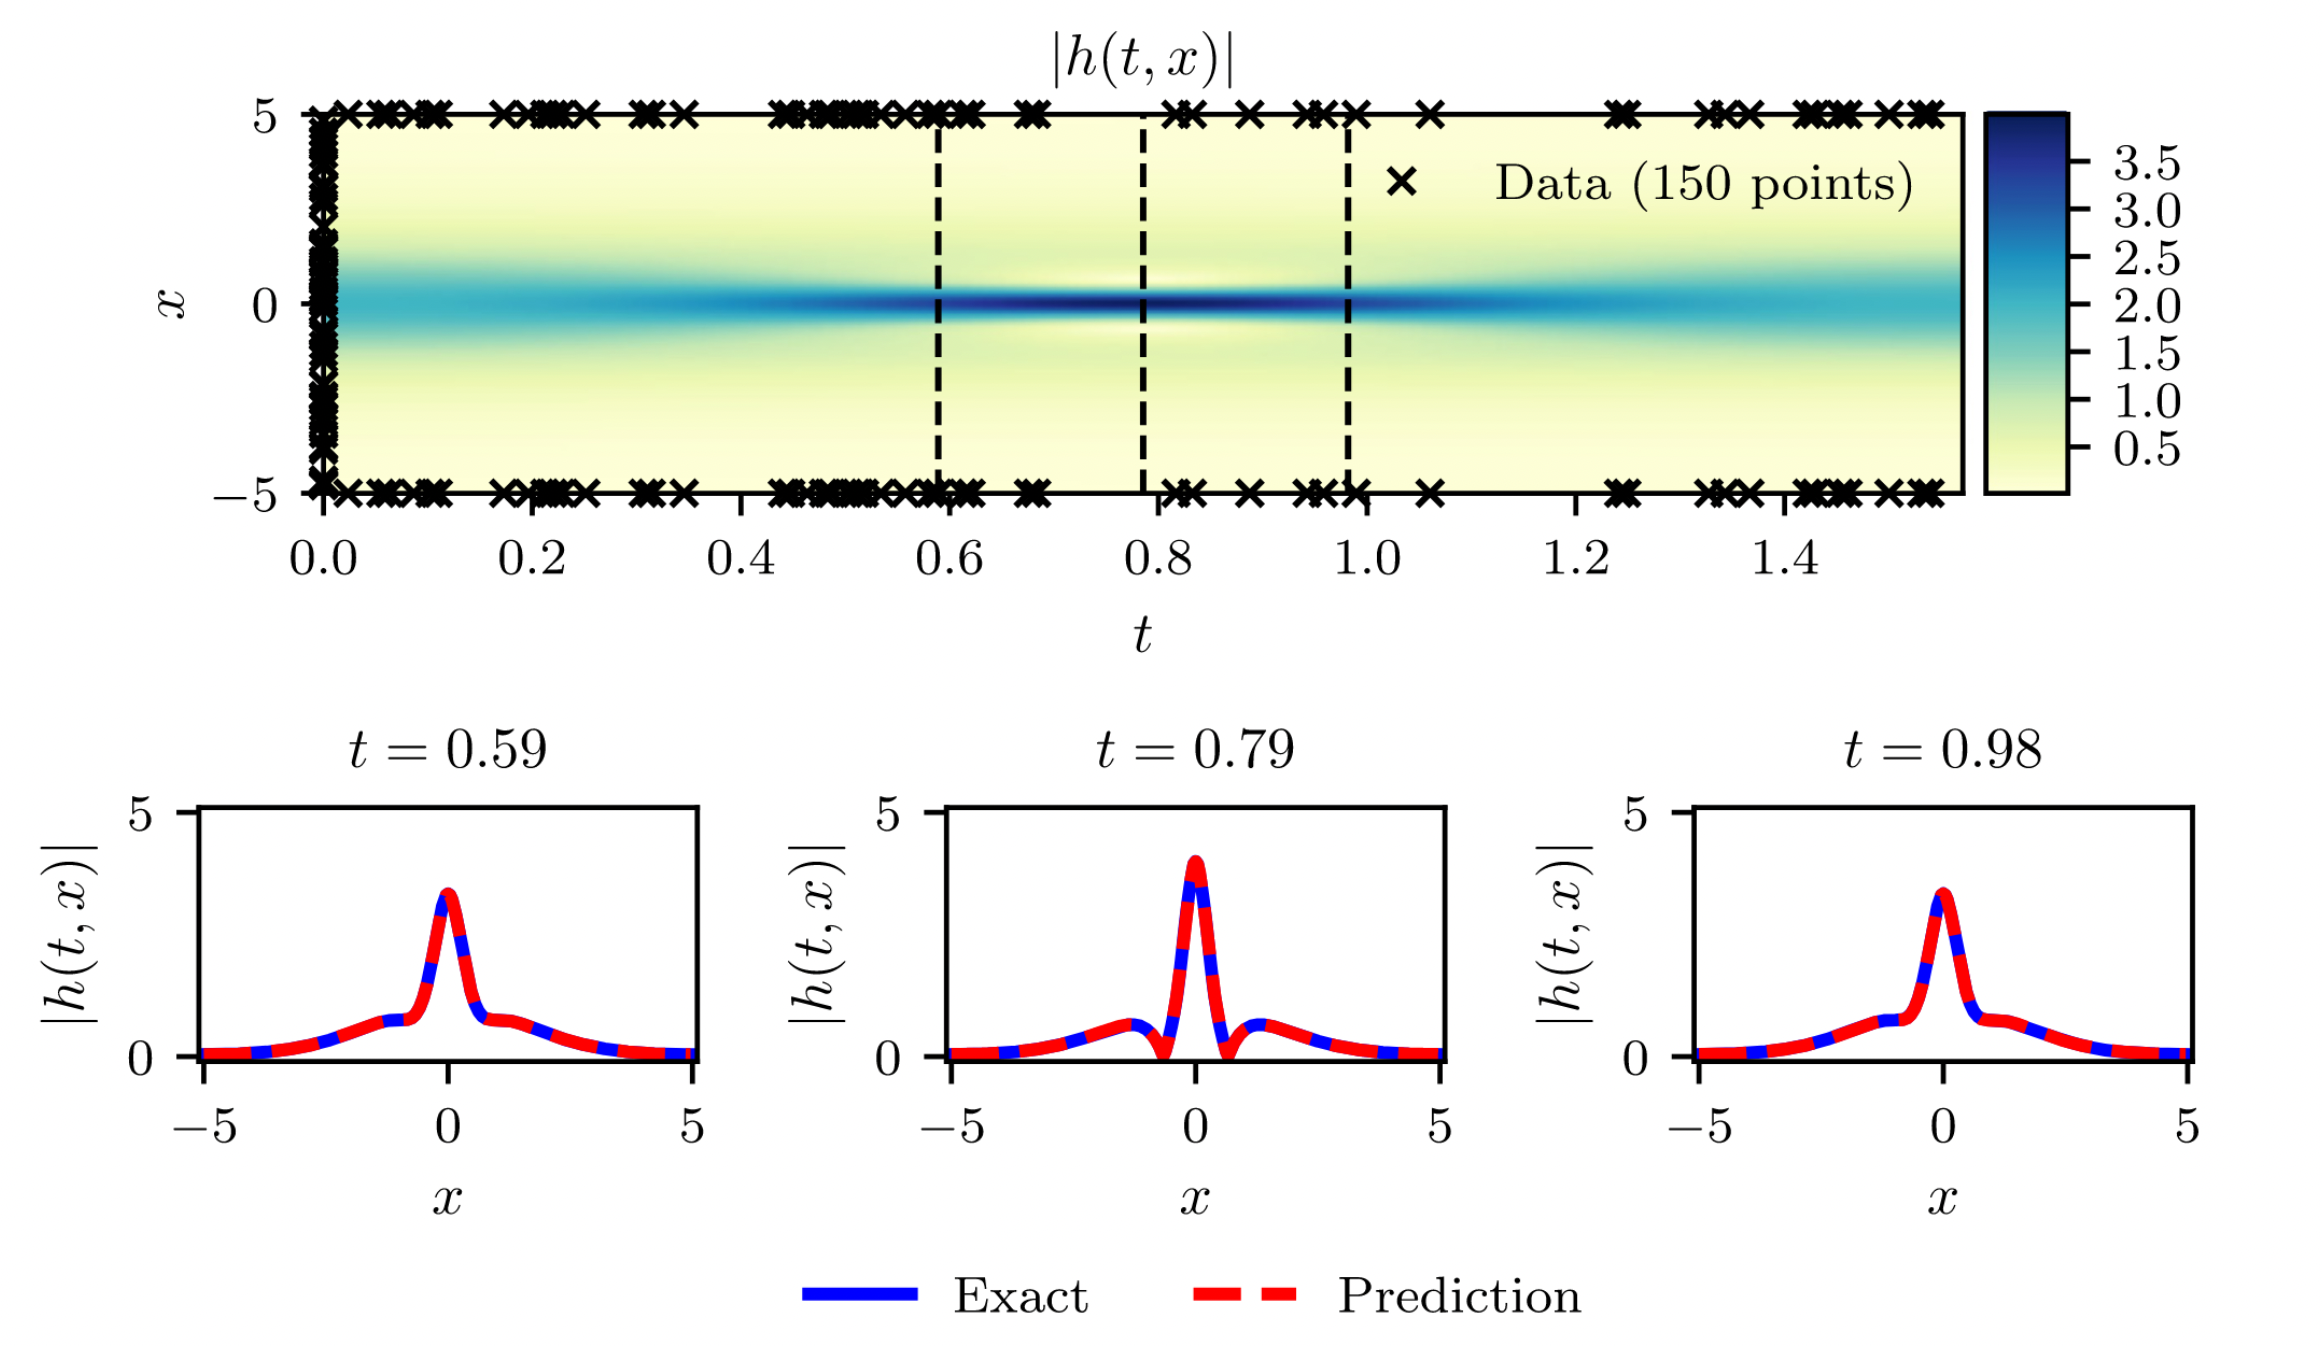 |h(t, x)|
5
0
−5
x
Data (150 points)
3.5
3.0
2.5
2.0
1.5
1.0
0.5
0.0 0.2 0.4 0.6 0.8 1.0 1.2 1.4
t
t = 0.59 t = 0.79 t = 0.98
|h(t, x)| |h(t, x)| |h(t, x)|
5 5 5
0 0 0
−5 0 5 −5 0 5 −5 0 5
x x x
Exact Prediction